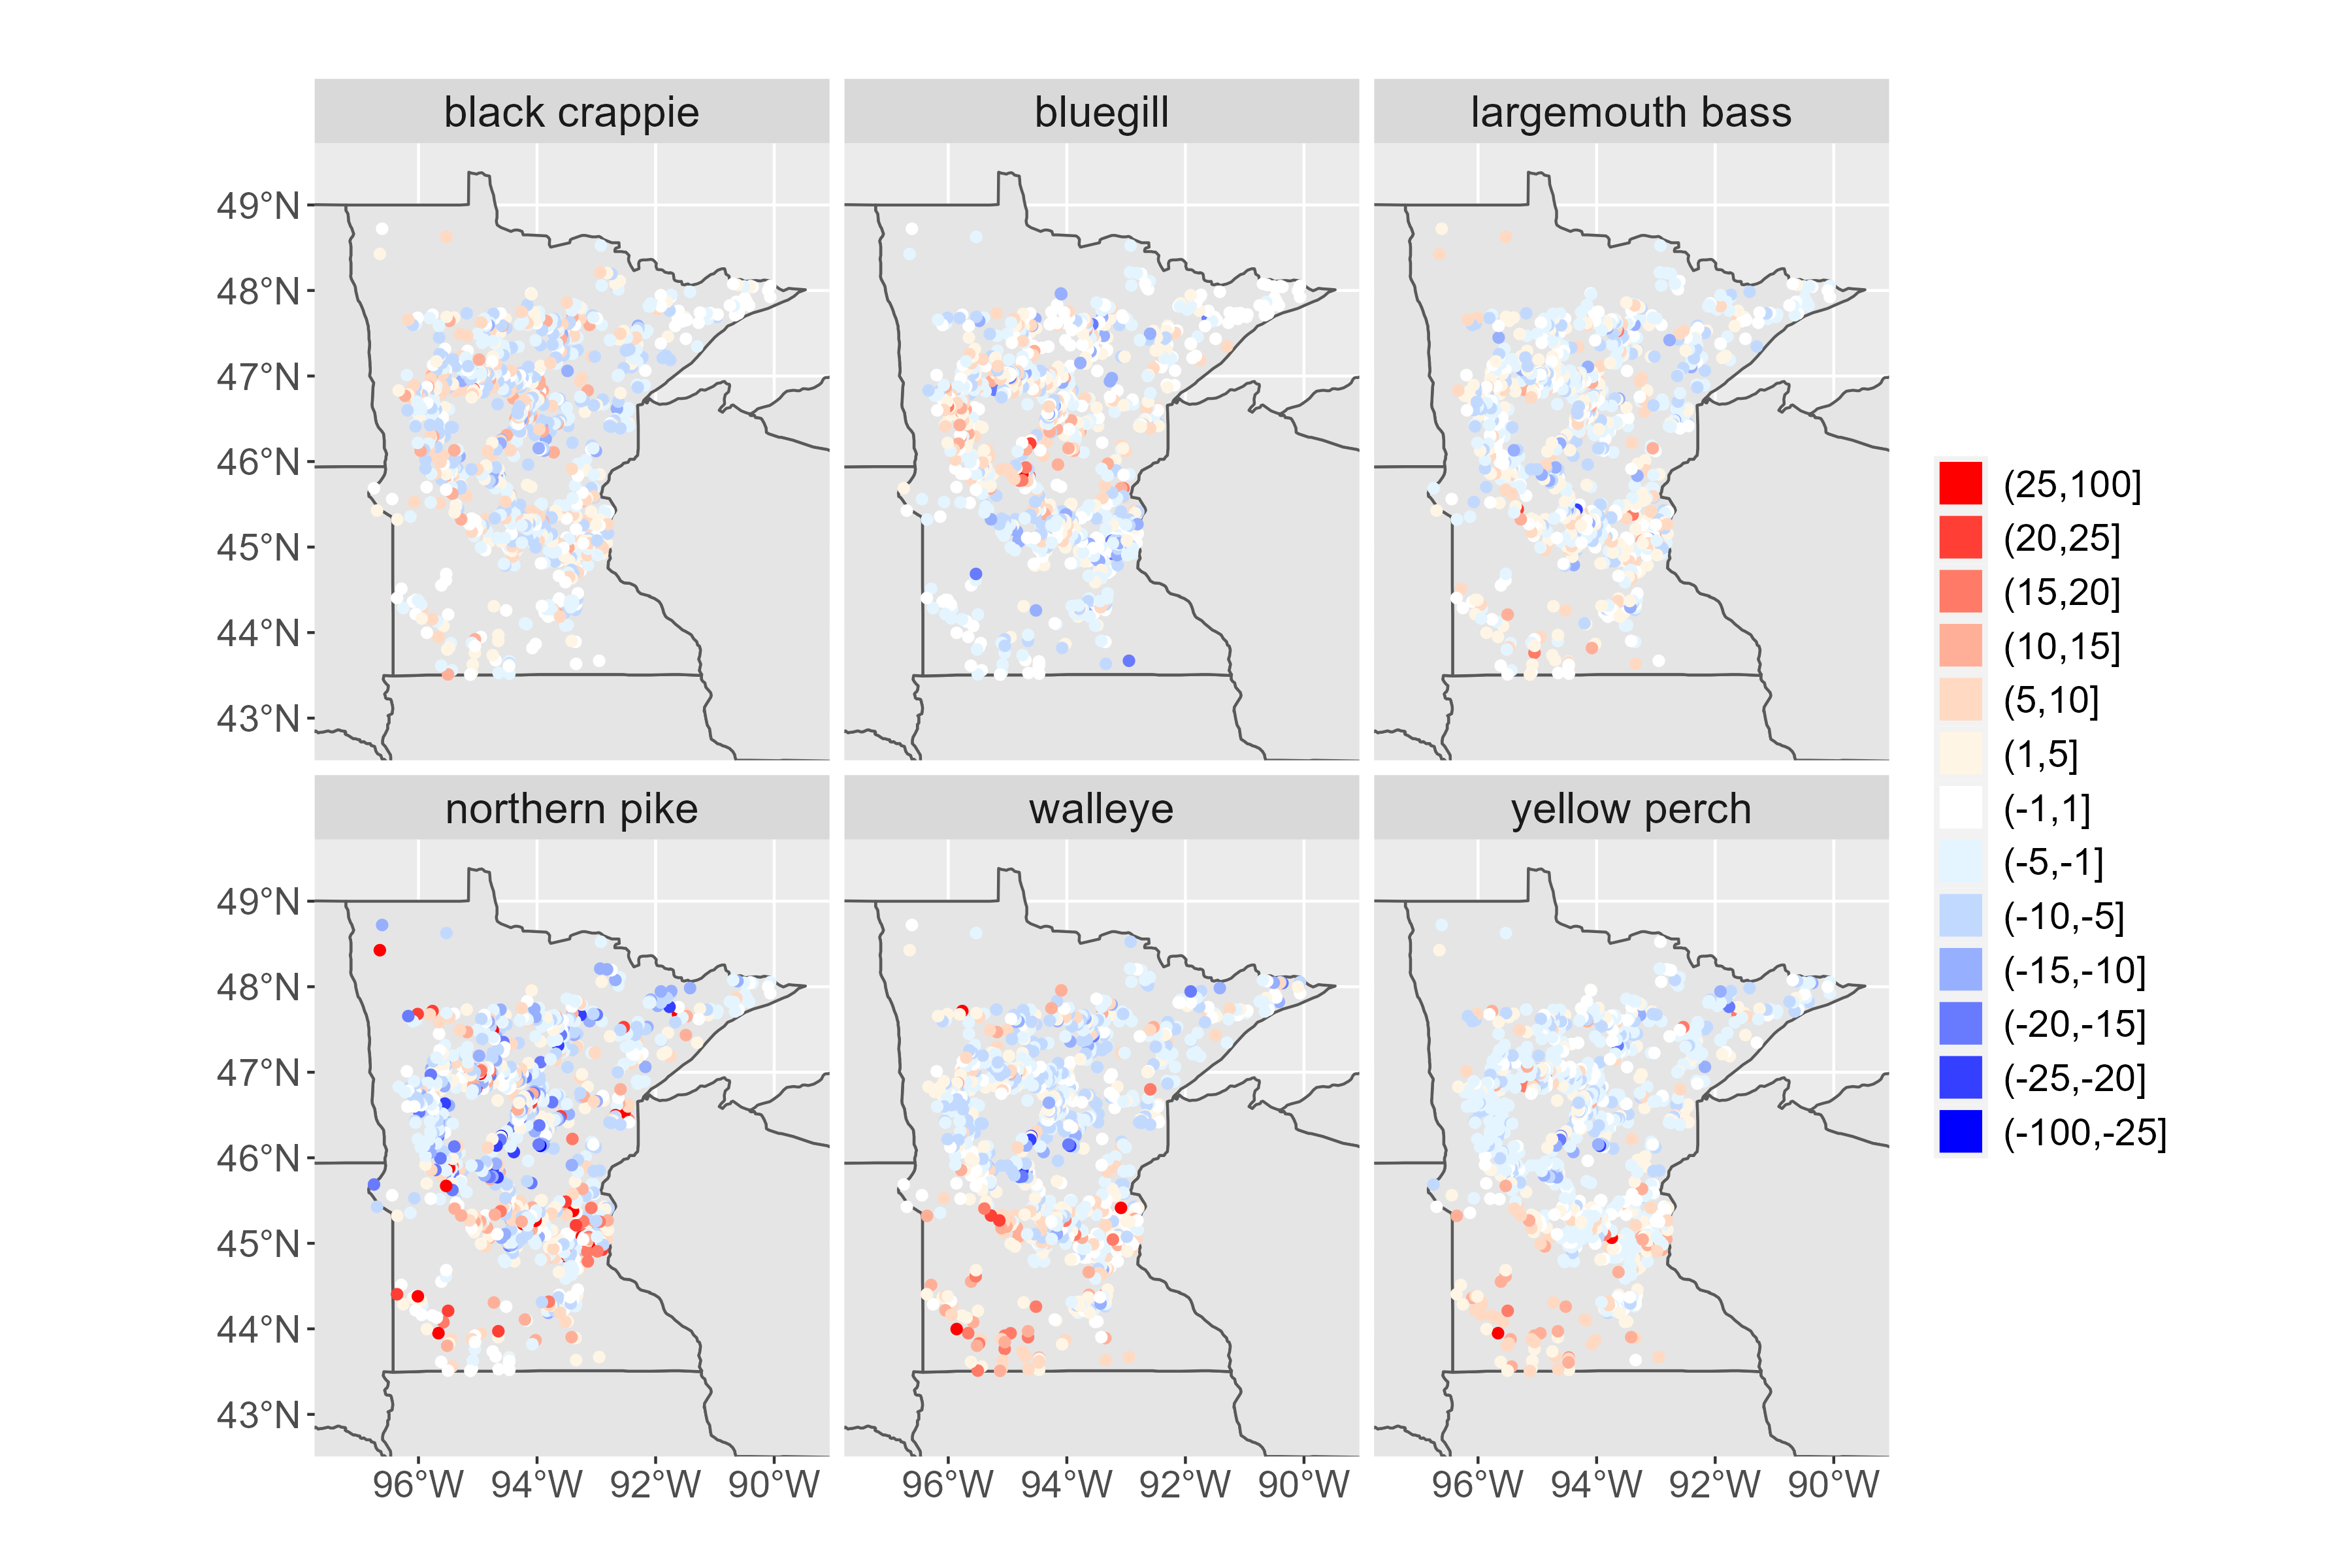 black crappie
bluegill
largemouth bass
49°N
48°N
47°N
46°N
45°N
44°N
43°N
northern pike
walleye
yellow perch
49°N
48°N
47°N
46°N
45°N
44°N
43°N
96°W 94°W 92°W 90°W
96°W 94°W 92°W 90°W
96°W 94°W 92°W 90°W
(25,100]
(20,25]
(15,20]
(10,15]
(5,10]
(1,5]
(-1,1]
(-5,-1]
(-10,-5]
(-15,-10]
(-20,-15]
(-25,-20]
(-100,-25]